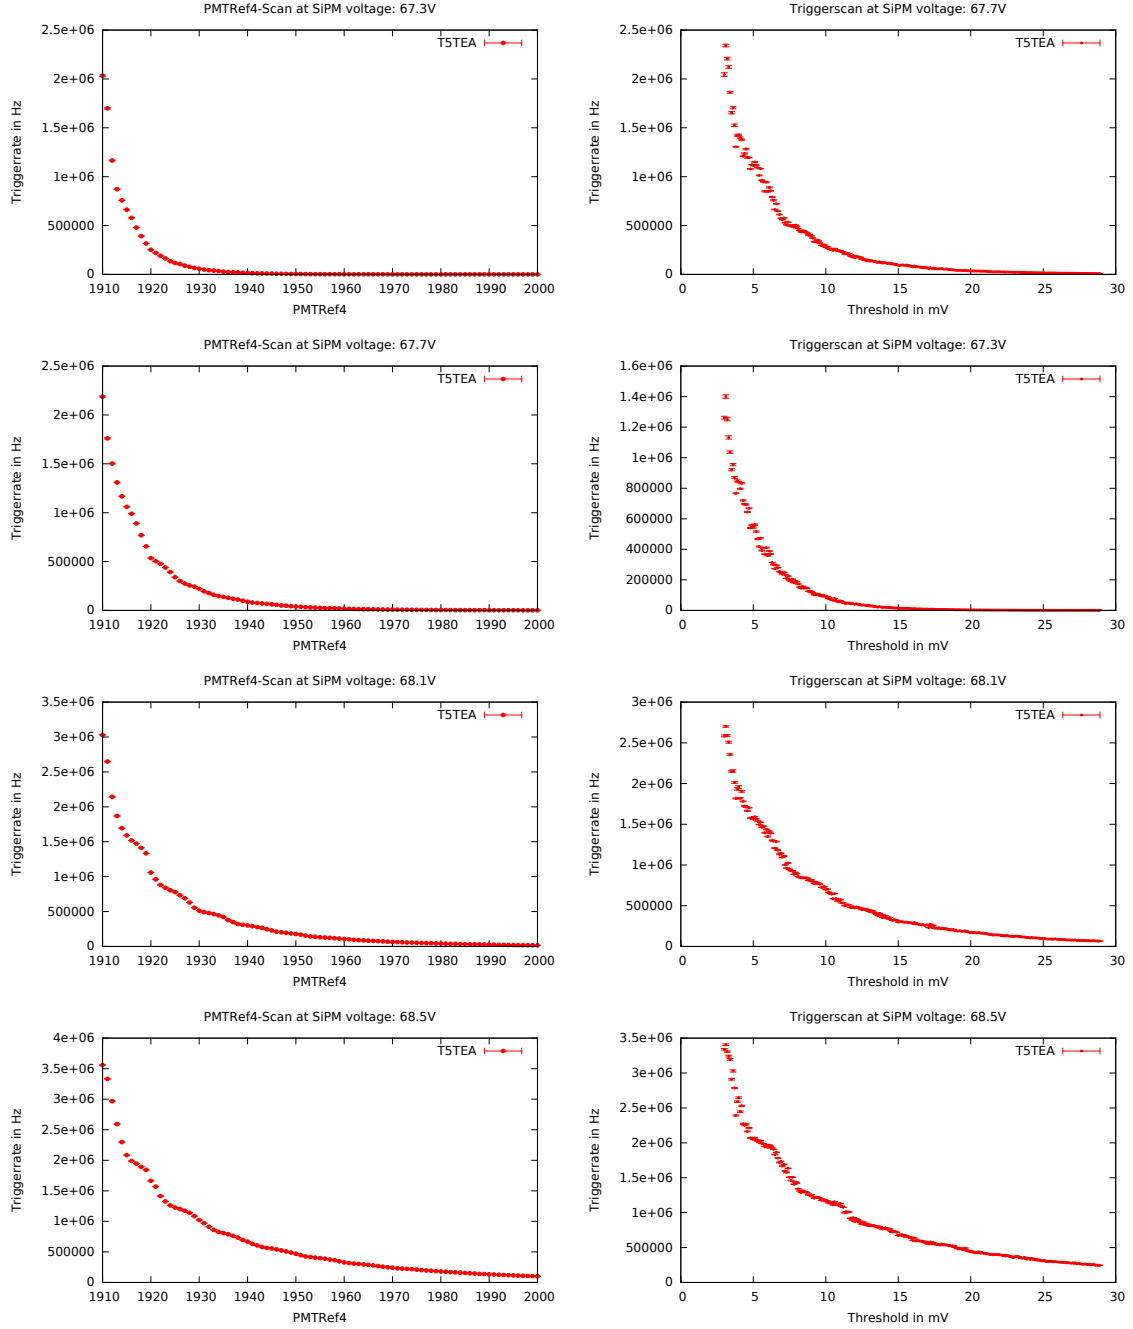 PMTRef4-Scan at SiPM voltage: 67.3V
T5TEA
Triggerrate in Hz
2.5e+06
2e+06
1.5e+06
1e+06
500000
0
1910 1920 1930 1940 1950 1960 1970 1980 1990 2000
PMTRef4
Triggerscan at SiPM voltage: 67.7V
T5TEA
Triggerrate in Hz
2.5e+06
2e+06
1.5e+06
1e+06
500000
0
0 5 10 15 20 25 30
Threshold in mV
PMTRef4-Scan at SiPM voltage: 67.7V
T5TEA
Triggerrate in Hz
2.5e+06
2e+06
1.5e+06
1e+06
500000
0
1910 1920 1930 1940 1950 1960 1970 1980 1990 2000
PMTRef4
Triggerscan at SiPM voltage: 67.3V
T5TEA
Triggerrate in Hz
1.6e+06
1.4e+06
1.2e+06
1e+06
800000
600000
400000
200000
0
0 5 10 15 20 25 30
Threshold in mV
PMTRef4-Scan at SiPM voltage: 68.1V
T5TEA
Triggerrate in Hz
3.5e+06
3e+06
2.5e+06
2e+06
1.5e+06
1e+06
500000
0
1910 1920 1930 1940 1950 1960 1970 1980 1990 2000
PMTRef4
Triggerscan at SiPM voltage: 68.1V
T5TEA
Triggerrate in Hz
3e+06
2.5e+06
2e+06
1.5e+06
1e+06
500000
0
0 5 10 15 20 25 30
Threshold in mV
PMTRef4-Scan at SiPM voltage: 68.5V
T5TEA
Triggerrate in Hz
4e+06
3.5e+06
3e+06
2.5e+06
2e+06
1.5e+06
1e+06
500000
0
1910 1920 1930 1940 1950 1960 1970 1980 1990 2000
PMTRef4
Triggerscan at SiPM voltage: 68.5V
T5TEA
Triggerrate in Hz
3.5e+06
3e+06
2.5e+06
2e+06
1.5e+06
1e+06
500000
0
0 5 10 15 20 25 30
Threshold in mV